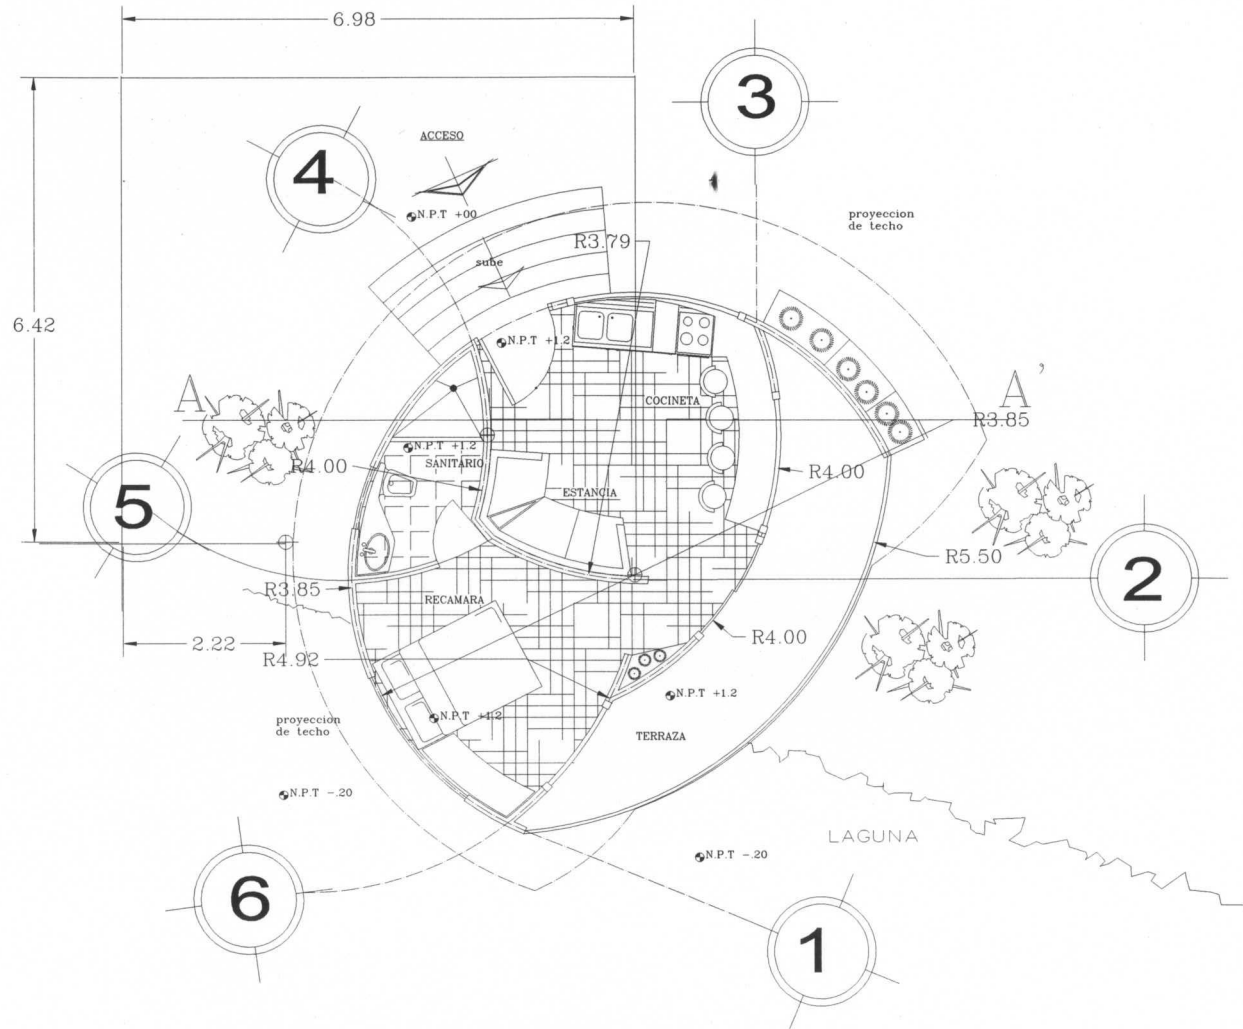 6.98
3
ACCESO
4
N.P.T +00
proyeccion
de techo
R3.79
sube
6.42
N.P.T +1.2
A
A'
COCINETA
R3.85
N.P.T +1.2
SANITARIO
R4.00
R4.00
ESTANCIA
5
R5.50
2
R3.85
RECAMARA
2.22
R4.00
R4.92
N.P.T +1.2
N.P.T +1.2
proyeccion
de techo
TERRAZA
N.P.T -.20
LAGUNA
N.P.T -.20
6
1